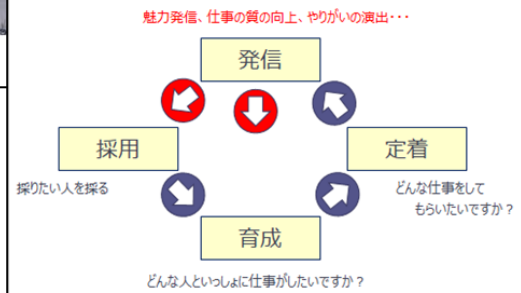 魅力発信、仕事の質の向上、やりがいの演出・・・
発信
採用
定着
採りたい人を採る
どんな仕事をして
もらいたいですか？
育成
どんな人といっしょに仕事がしたいですか？